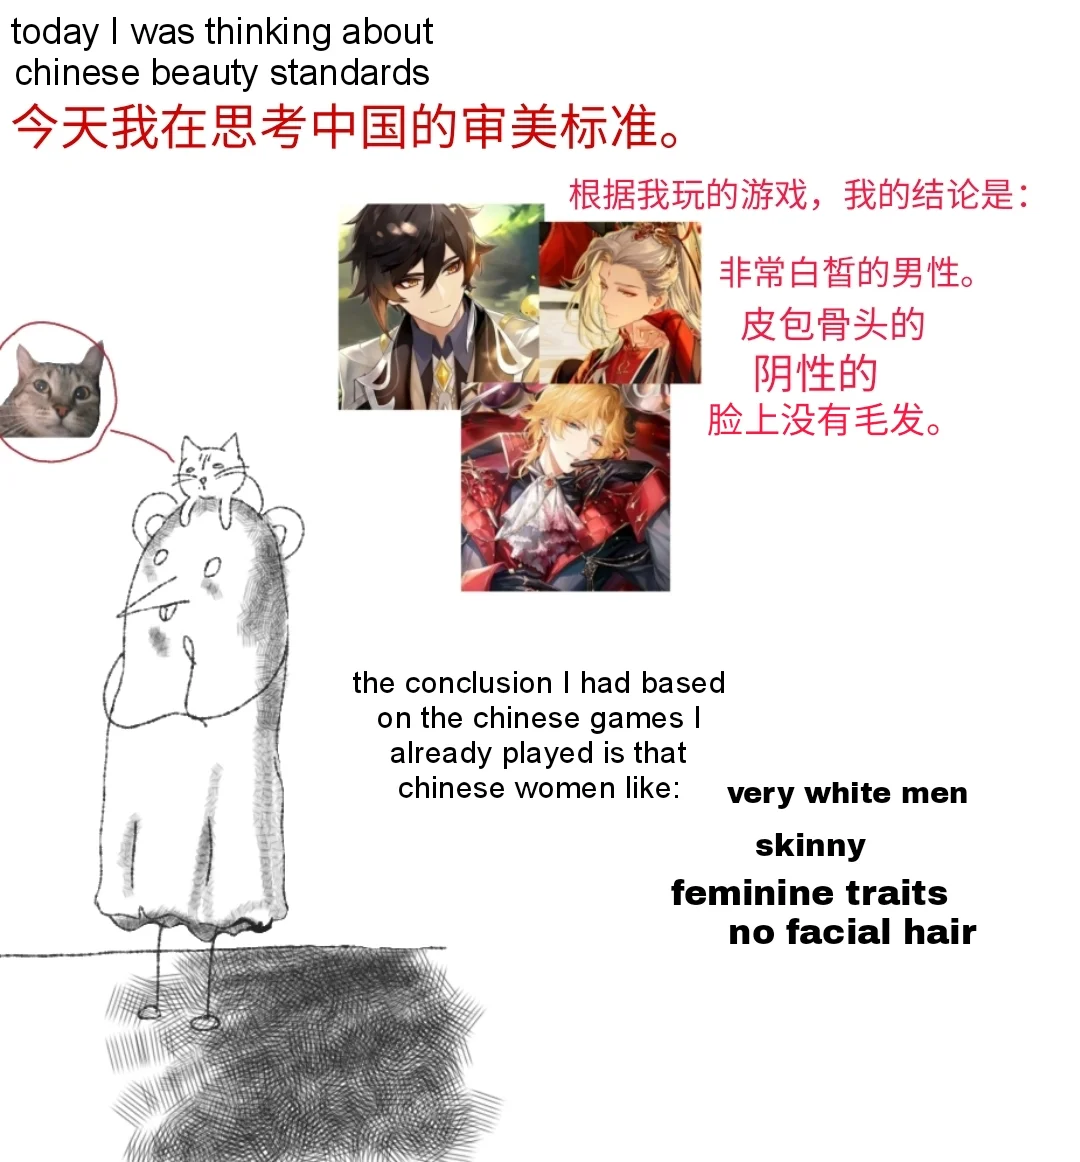 today I was thinking about
chinese beauty standards
今天我在思考中国的审美标准。
根据我玩的游戏，我的结论是：
非常白皙的男性。
皮包骨头的
阴性的
脸上没有毛发。
the conclusion I had based
on the chinese games I
already played is that
chinese women like:
very white men
skinny
feminine traits
no facial hair